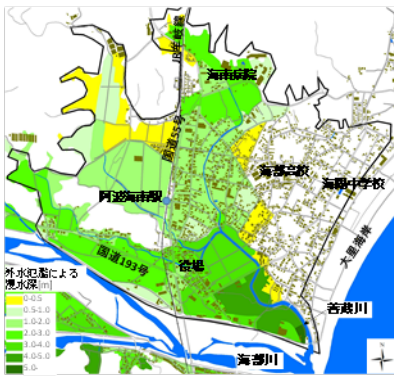 JR牟岐線
海南病院
国道55号
海部高校
海陽中学校
阿波海南駅
大里海岸
国道193号
役場
善蔵川
海部川
外水氾濫による
浸水深[m]
0-0.5
0.5-1.0
1.0-2.0
2.0-3.0
3.0-4.0
4.0-5.0
5.0-
N